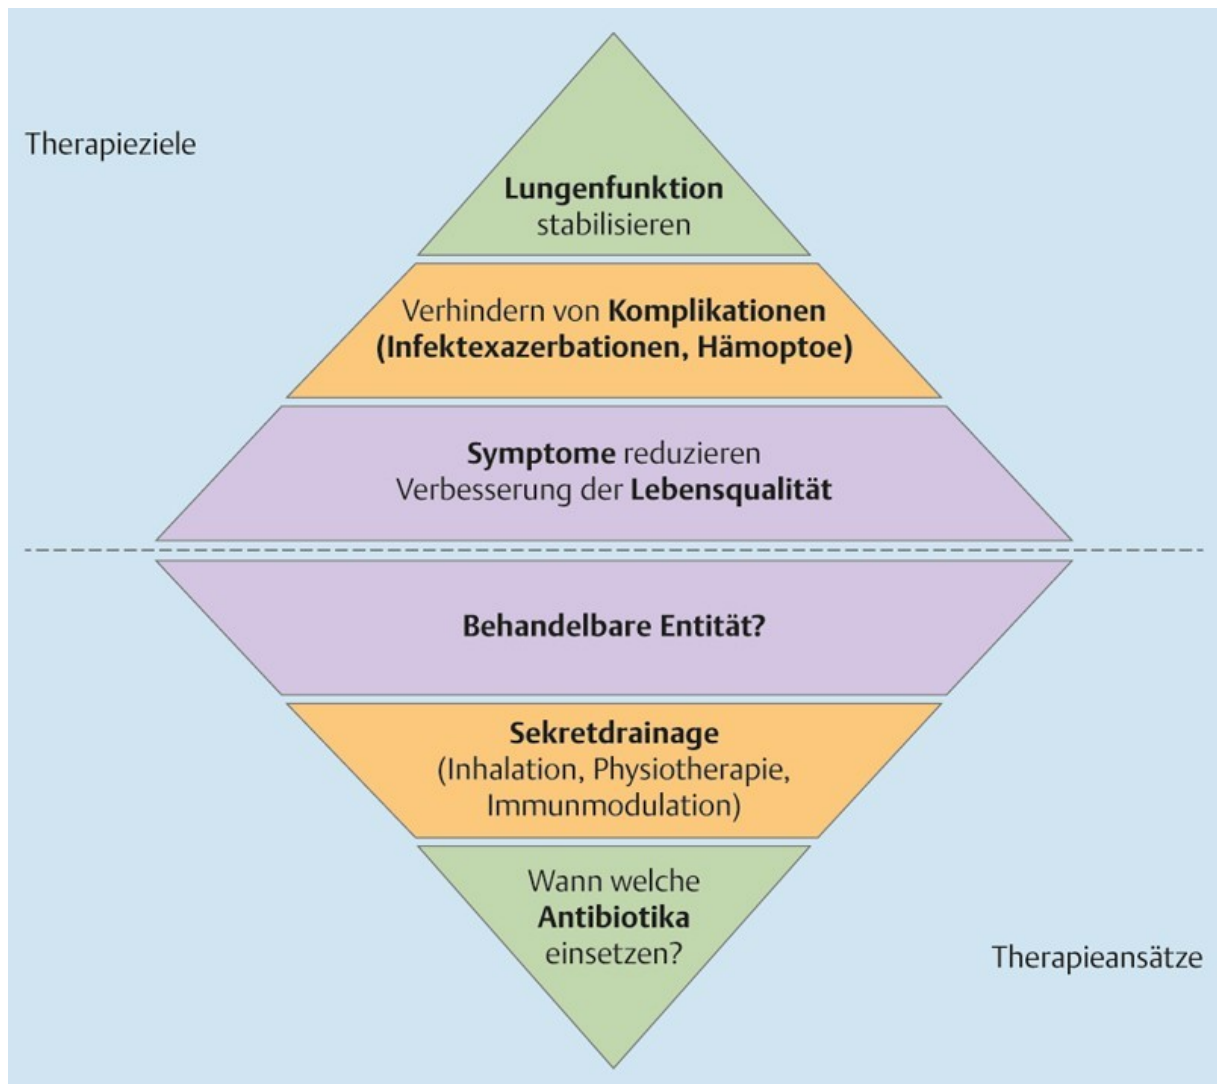 Therapieziele
Lungenfunktion
stabilisieren
Verhindern von Komplikationen
(Infektexazerbationen, Hämoptoe)
Symptome reduzieren
Verbesserung der Lebensqualität
Behandelbare Entität?
Sekretdrainage
(Inhalation, Physiotherapie,
Immunmodulation)
Wann welche
Antibiotika
einsetzen?
Therapieansätze